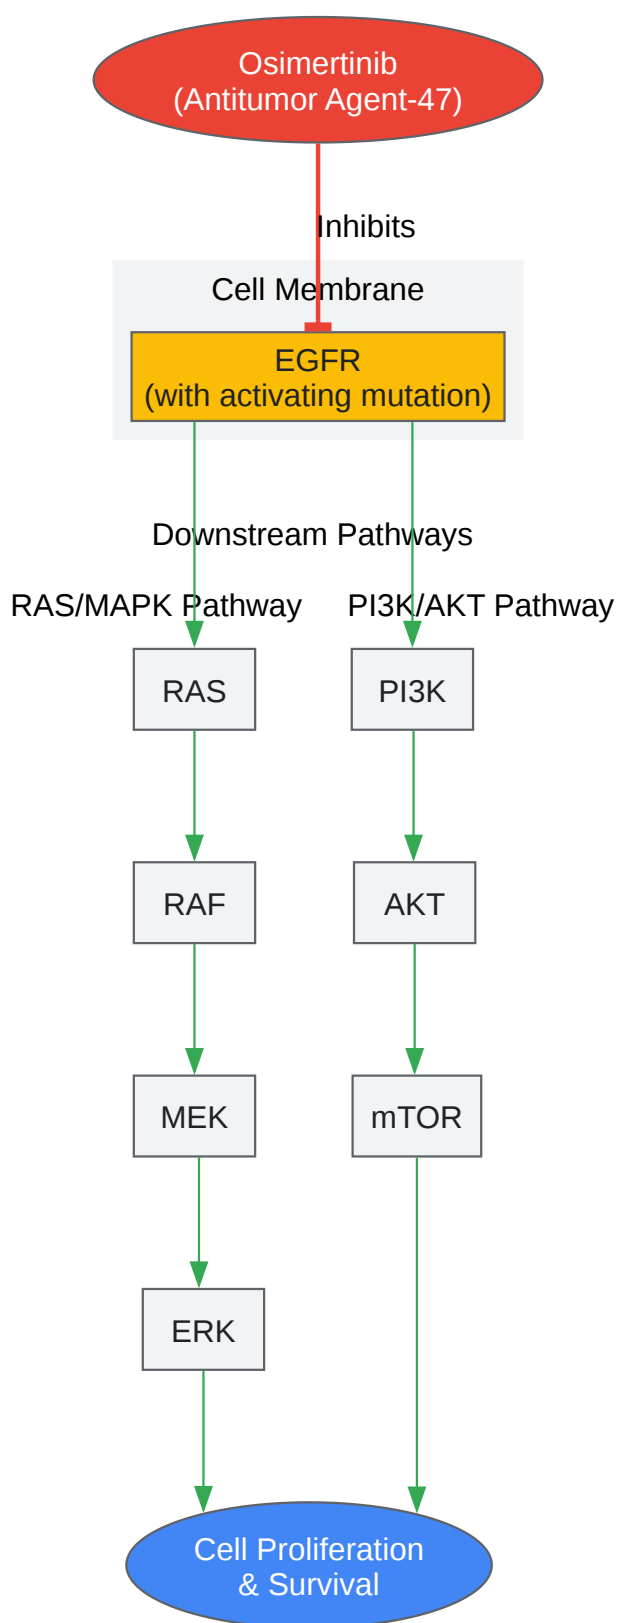 Osimertinib
(Antitumor Agent-47)
Inhibits
Cell Membrane
EGFR
(with activating mutation)
Downstream Pathways
RAS/MAPK Pathway
PI3K/AKT Pathway
RAS
PI3K
RAF
AKT
MEK
mTOR
ERK
Cell Proliferation
& Survival